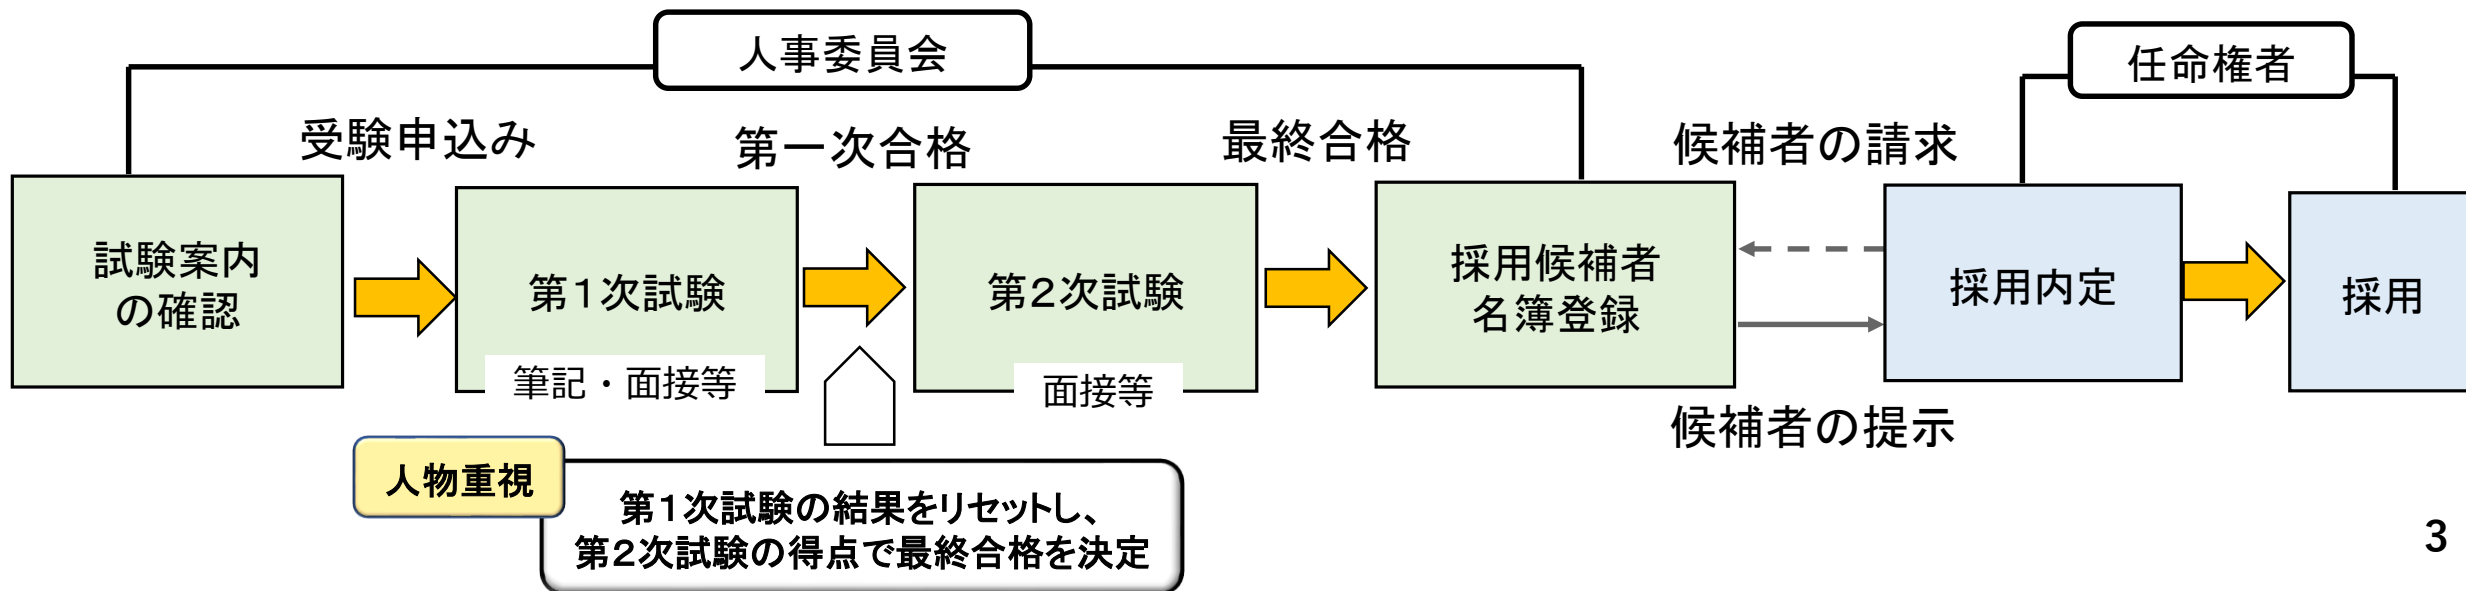 人事委員会
任命権者
受験申込み
第一次合格
最終合格
候補者の請求
試験案内
の確認
第１次試験
筆記・面接等
第２次試験
面接等
採用候補者
名簿登録
採用内定
採用
候補者の提示
人物重視
第１次試験の結果をリセットし、
第２次試験の得点で最終合格を決定
3